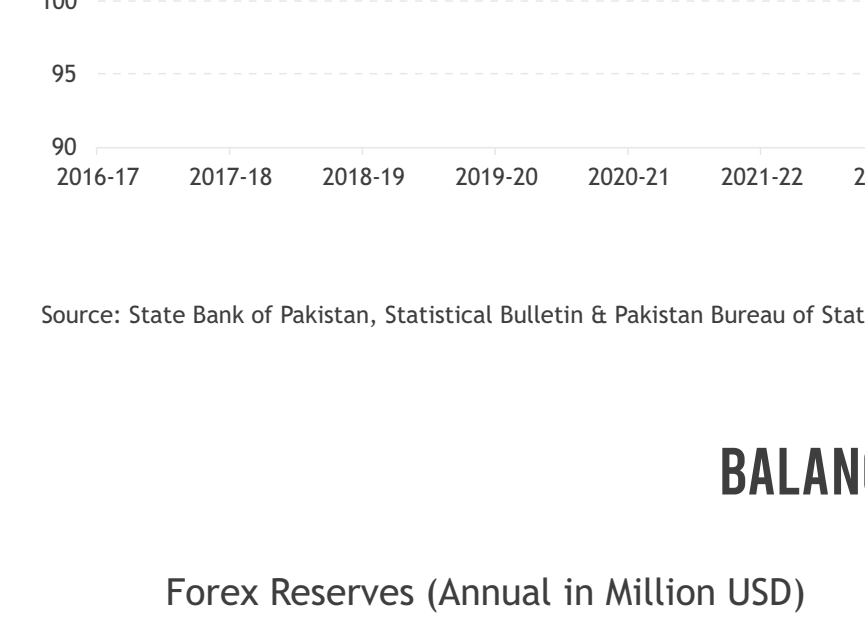 100
95
90
2016-17 2017-18 2018-19 2019-20 2020-21 2021-22
Source: State Bank of Pakistan, Statistical Bulletin & Pakistan Bureau of
Forex Reserves (Annual in Million USD)